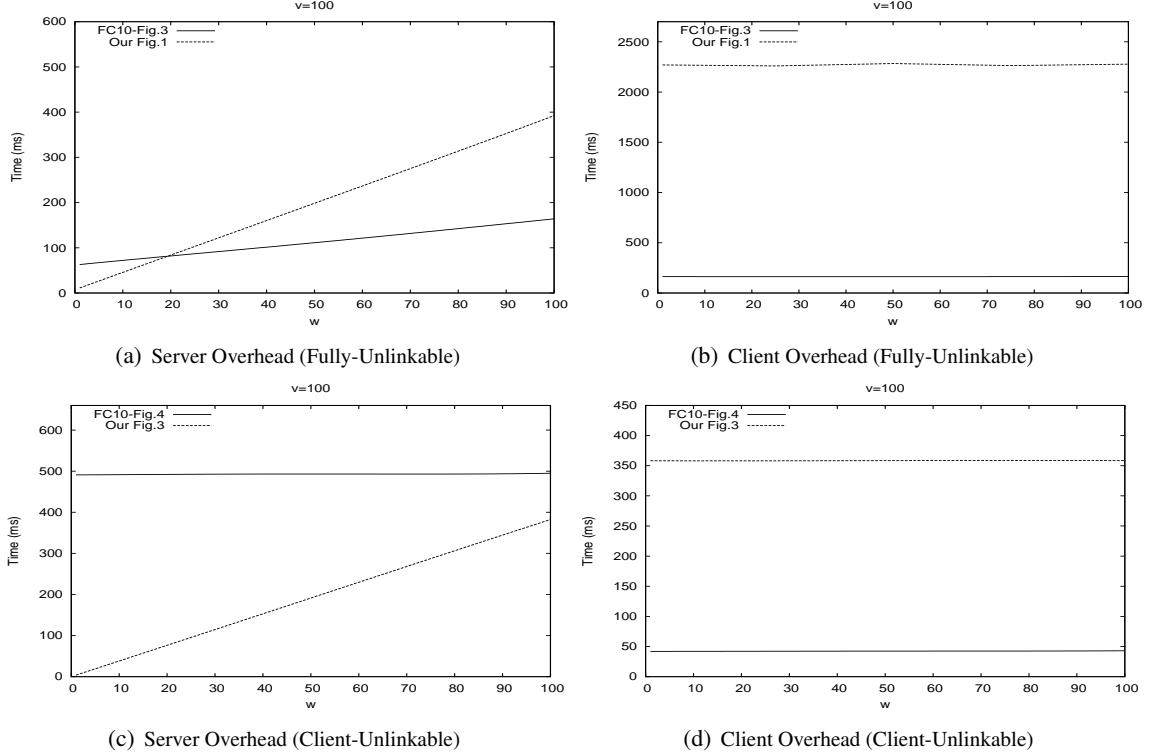 v=100
FC10-Fig.3
Our Fig.1
600
500
400
300
200
100
0
Time (ms)
0 10 20 30 40 50 60 70 80 90 100
w
(a) Server Overhead (Fully-Unlinkable)
v=100
FC10-Fig.3
Our Fig.1
2500
2000
1500
1000
500
0
Time (ms)
0 10 20 30 40 50 60 70 80 90 100
w
(b) Client Overhead (Fully-Unlinkable)
v=100
FC10-Fig.4
Our Fig.3
600
500
400
300
200
100
0
Time (ms)
0 10 20 30 40 50 60 70 80 90 100
w
(c) Server Overhead (Client-Unlinkable)
v=100
FC10-Fig.4
Our Fig.3
450
400
350
300
250
200
150
100
50
0
Time (ms)
0 10 20 30 40 50 60 70 80 90 100
w
(d) Client Overhead (Client-Unlinkable)